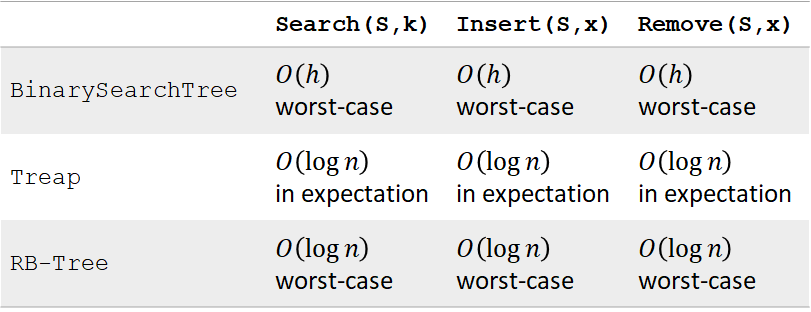 Search(S,k) Insert(S,x) Remove(S,x)
BinarySearchTree
O(h) O(h) O(h)
worst-case worst-case worst-case
Treap
O(log n) O(log n) O(log n)
in expectation in expectation in expectation
RB-Tree
O(log n) O(log n) O(log n)
worst-case worst-case worst-case